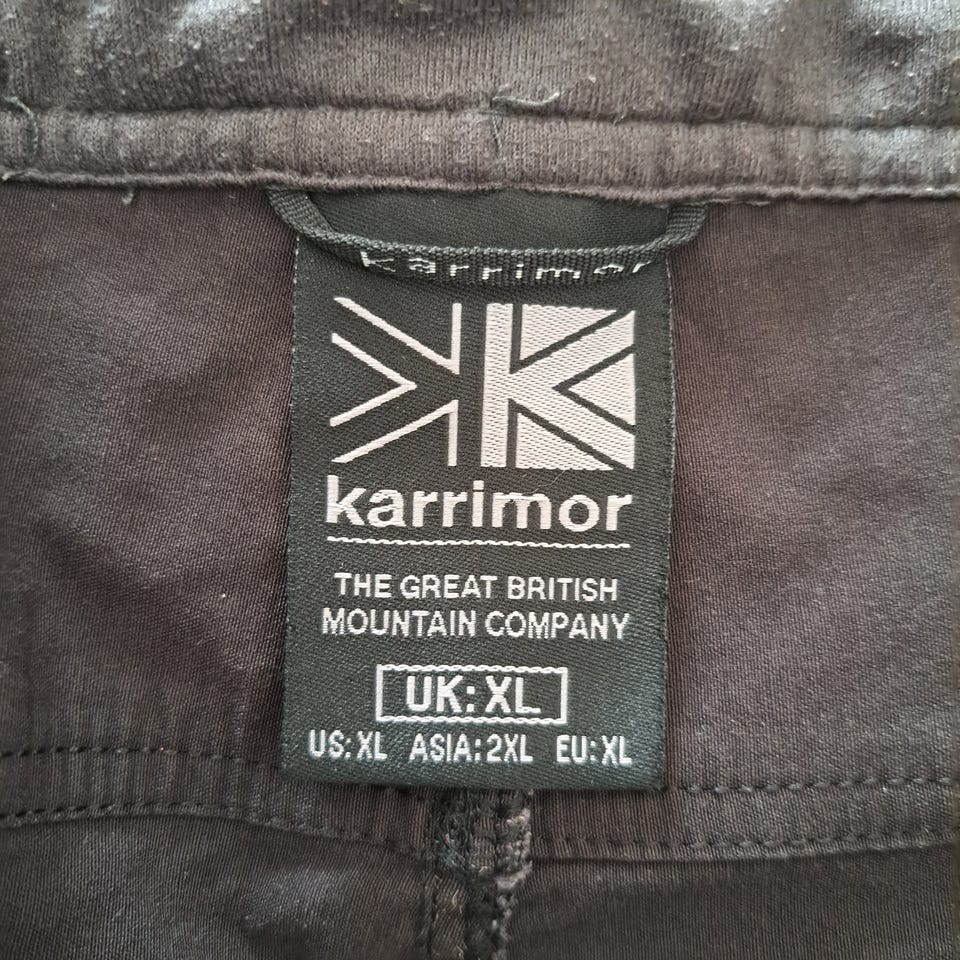 karrimor
karrimor
THE GREAT BRITISH
MOUNTAIN COMPANY
UK: XL
US: XL ASIA: 2XL EU: XL